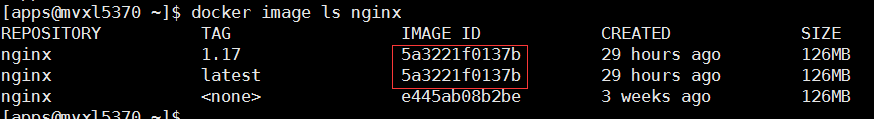 [apps@mvxl5370 ~]$ docker image ls nginx
REPOSITORY TAG IMAGE ID CREATED SIZE
nginx 1.17 5a3221f0137b 29 hours ago 126MB
nginx latest 5a3221f0137b 29 hours ago 126MB
nginx <none> e445ab08b2be 3 weeks ago 126MB
[apps@mvxl5370 ~]$